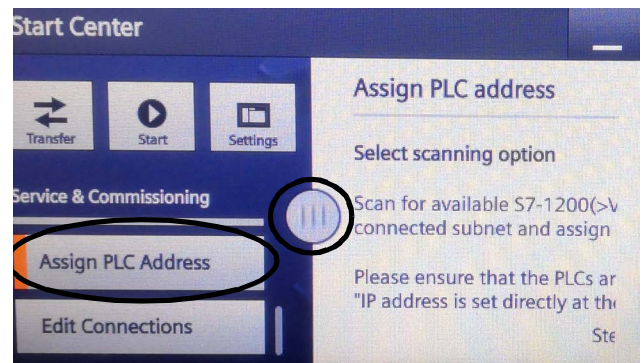 Start Center
Transfer
Start
Settings
Service & Commissioning
Assign PLC Address
Edit Connections
Assign PLC address
Select scanning option
Scan for available S7-1200(>V
connected subnet and assign
Please ensure that the PLCs ar
"IP address is set directly at the
Ste